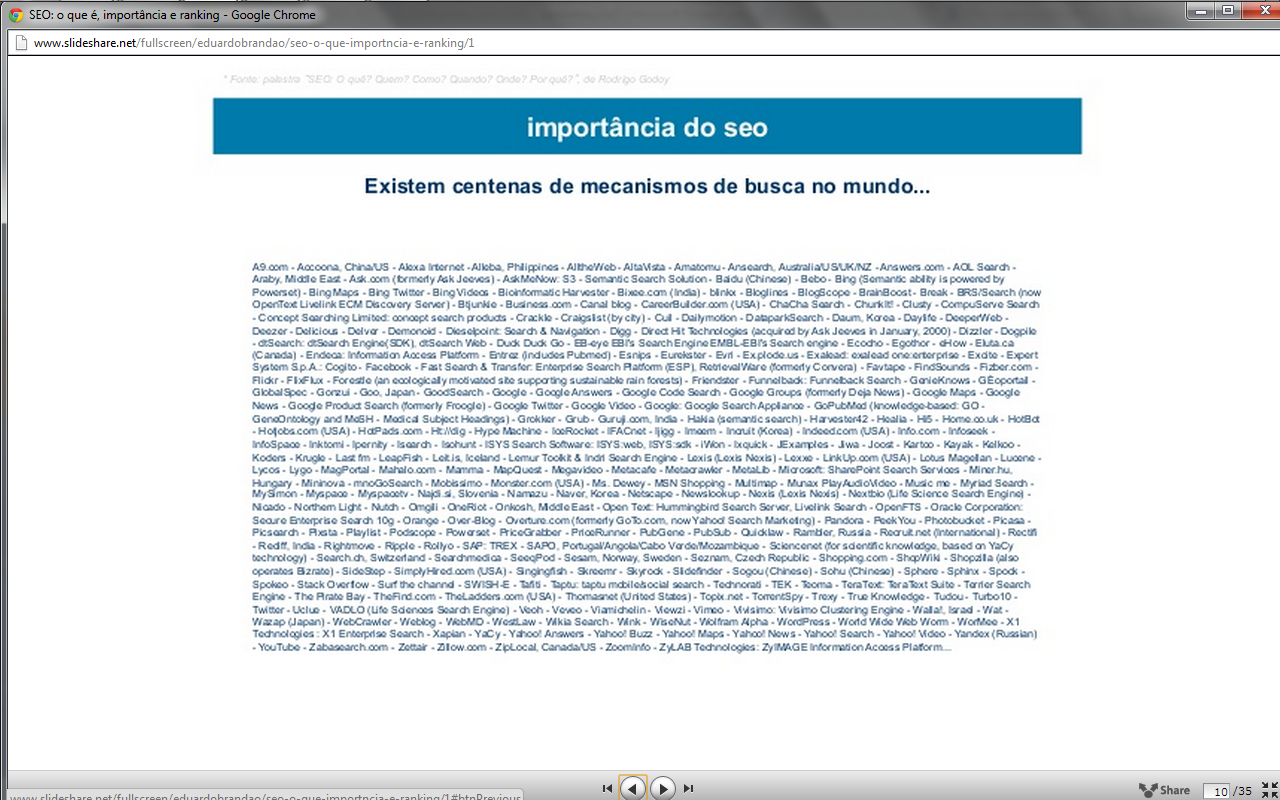 SEO: o que é, importância e ranking - Google Chrome
www.slideshare.net/fullscreen/eduardobrandao/seo-o-que-importncia-e-ranking/1
* Fonte: palestra "SEO: O quê? Quem? Como? Quando? Onde? Por quê?", de Rodrigo Godoy
importância do seo
Existem centenas de mecanismos de busca no mundo...
A9.com - Accoona, China/US - Alexa Internet -Alleba, Philippines - AlltheWeb - AltaVista - Amatomu - Ansearch, Australia/US/UK/NZ -Answers.com - AOL Search -
Araby, Middle East - Ask.com (formerly Ask Jeeves) - AskMeNow: S3 - Semantic Search Solution - Baidu (Chinese) - Bebo - Bing (Semantic ability is powered by
Powerset) - Bing Maps - Bing Twitter - Bing Videos - Bioinformatic Harvester - Bixee.com (India) - blinkx - Bloglines - BlogScope - BrainBoost - Break - BRS/Search (now
OpenText Livelink ECM Discovery Server) - Btjunkie - Business.com - Canal blog - CareerBuilder.com (USA) - ChaCha Search - ChunkIt! - Clusty - CompuServe Search
- Concept Searching Limited: concept search products - Crackle - Craigslist (by city) - Cuil - Dailymotion - DataparkSearch - Daum, Korea - Daylife - DeeperWeb -
Deezer - Delicious - Delver - Demonoid - Dieselpoint: Search & Navigation - Digg - Direct Hit Technologies (acquired by Ask Jeeves in January, 2000) - Dizzler - Dogpile
- dtSearch: dtSearch Engine(SDK), dtSearch Web - Duck Duck Go - EB-eye EBI's Search Engine EMBL-EBI's Search engine - Ecocho - Egothor - eHow - Eluta.ca
(Canada) - Endeca: Information Access Platform - Entrez (includes Pubmed) - Esnips - Eurekster - Evri - Ex.plode.us - Exalead: exalead one:enterprise - Excite - Expert
System S.p.A.: Cogito - Facebook - Fast Search & Transfer: Enterprise Search Platform (ESP), RetrievalWare (formerly Convera) - Favtape - FindSounds - Fizber.com -
Flickr - FlixFlux - Forestle (an ecologically motivated site supporting sustainable rain forests) - Friendster - Funnelback: Funnelback Search - GenieKnows - GÉoportail -
GlobalSpec - Gonzui - Goo, Japan - GoodSearch - Google - Google Answers - Google Code Search - Google Groups (formerly Deja News) - Google Maps - Google
News - Google Product Search (formerly Froogle) - Google Twitter - Google Video - Google: Google Search Appliance - GoPubMed (knowledge-based: GO -
GeneOntology and MeSH - Medical Subject Headings) - Grokker - Grub - Guruji.com, India - Hakia (semantic search) - Harvester42 - Healia - Hi5 - Home.co.uk - HotBot
- Hotjobs.com (USA) - HotPads.com - Ht://dig - Hype Machine - IceRocket - IFACnet - Ijigg - Imeem - Incruit (Korea) - Indeed.com (USA) - Info.com - Infoseek -
InfoSpace - Inktomi - Ipernity - Isearch - Isohunt - ISYS Search Software: ISYS:web, ISYS:sdk - iWon - Ixquick - JExamples - Jiwa - Joost - Kartoo - Kayak - Kelkoo -
Koders - Krugle - Last fm - LeapFish - Leit.is, Iceland - Lemur Toolkit & Indri Search Engine - Lexis (Lexis Nexis) - Lexxe - LinkUp.com (USA) - Lotus Magellan - Lucene -
Lycos - Lygo - MagPortal - Mahalo.com - Mamma - MapQuest - Megavideo - Metacafe - Metacrawler - MetaLib - Microsoft: SharePoint Search Services - Miner.hu,
Hungary - Mininova - mnoGoSearch - Mobissimo - Monster.com (USA) - Ms. Dewey - MSN Shopping - Multimap - Munax PlayAudioVideo - Music me - Myriad Search -
MySimon - Myspace - Myspacetv - Najdi.si, Slovenia - Namazu - Naver, Korea - Netscape - Newslookup - Nexis (Lexis Nexis) - Nextbio (Life Science Search Engine) -
Nicado - Northern Light - Nutch - Omgili - OneRiot - Onkosh, Middle East - Open Text: Hummingbird Search Server, Livelink Search - OpenFTS - Oracle Corporation:
Secure Enterprise Search 10g - Orange - Over-Blog - Overture.com (formerly GoTo.com, now Yahoo! Search Marketing) - Pandora - PeekYou - Photobucket - Picasa -
Picsearch - Pixsta - Playlist - Podscope - Powerset - PriceGrabber - PriceRunner - PubGene - PubSub - Quicklaw - Rambler, Russia - Recruit.net (International) - Rectifi
- Rediff, India - Rightmove - Ripple - Rollyo - SAP: TREX - SAPO, Portugal/Angola/Cabo Verde/Mozambique - Sciencenet (for scientific knowledge, based on YaCy
technology) - Search.ch, Switzerland - Searchmedica - SeeqPod - Sesam, Norway, Sweden - Seznam, Czech Republic - Shopping.com - ShopWiki - Shopzilla (also
operates Bizrate) - SideStep - SimplyHired.com (USA) - Singingfish - Skreemr - Skyrock - Slidefinder - Sogou (Chinese) - Sohu (Chinese) - Sphere - Sphinx - Spock -
Spokeo - Stack Overflow - Surf the channel - SWISH-E - Tafiti - Taptu: taptu mobile/social search - Technorati - TEK - Teoma - TeraText: TeraText Suite - Terrier Search
Engine - The Pirate Bay - TheFind.com - TheLadders.com (USA) - Thomasnet (United States) - Topix.net - TorrentSpy - Trexy - True Knowledge - Tudou - Turbo10 -
Twitter - Uclue - VADLO (Life Sciences Search Engine) - Veoh - Veveo - Viamichelin - Viewzi - Vimeo - Vivisimo: Vivisimo Clustering Engine - Walla!, Israel - Wat -
Wazap (Japan) - WebCrawler - Weblog - WebMD - WestLaw - Wikia Search - Wink - WiseNut - Wolfram Alpha - WordPress - World Wide Web Worm - WorMee - X1
Technologies : X1 Enterprise Search - Xapian - YaCy - Yahoo! Answers - Yahoo! Buzz - Yahoo! Maps - Yahoo! News - Yahoo! Search - Yahoo! Video - Yandex (Russian)
- YouTube - Zabasearch.com - Zettair - Zillow.com - ZipLocal, Canada/US - ZoomInfo - ZyLAB Technologies: ZyIMAGE Information Access Platform...
Share
10 /35
www.slideshare.net/fullscreen/eduardobrandao/seo-o-que-importncia-e-ranking/1#btnPrevious